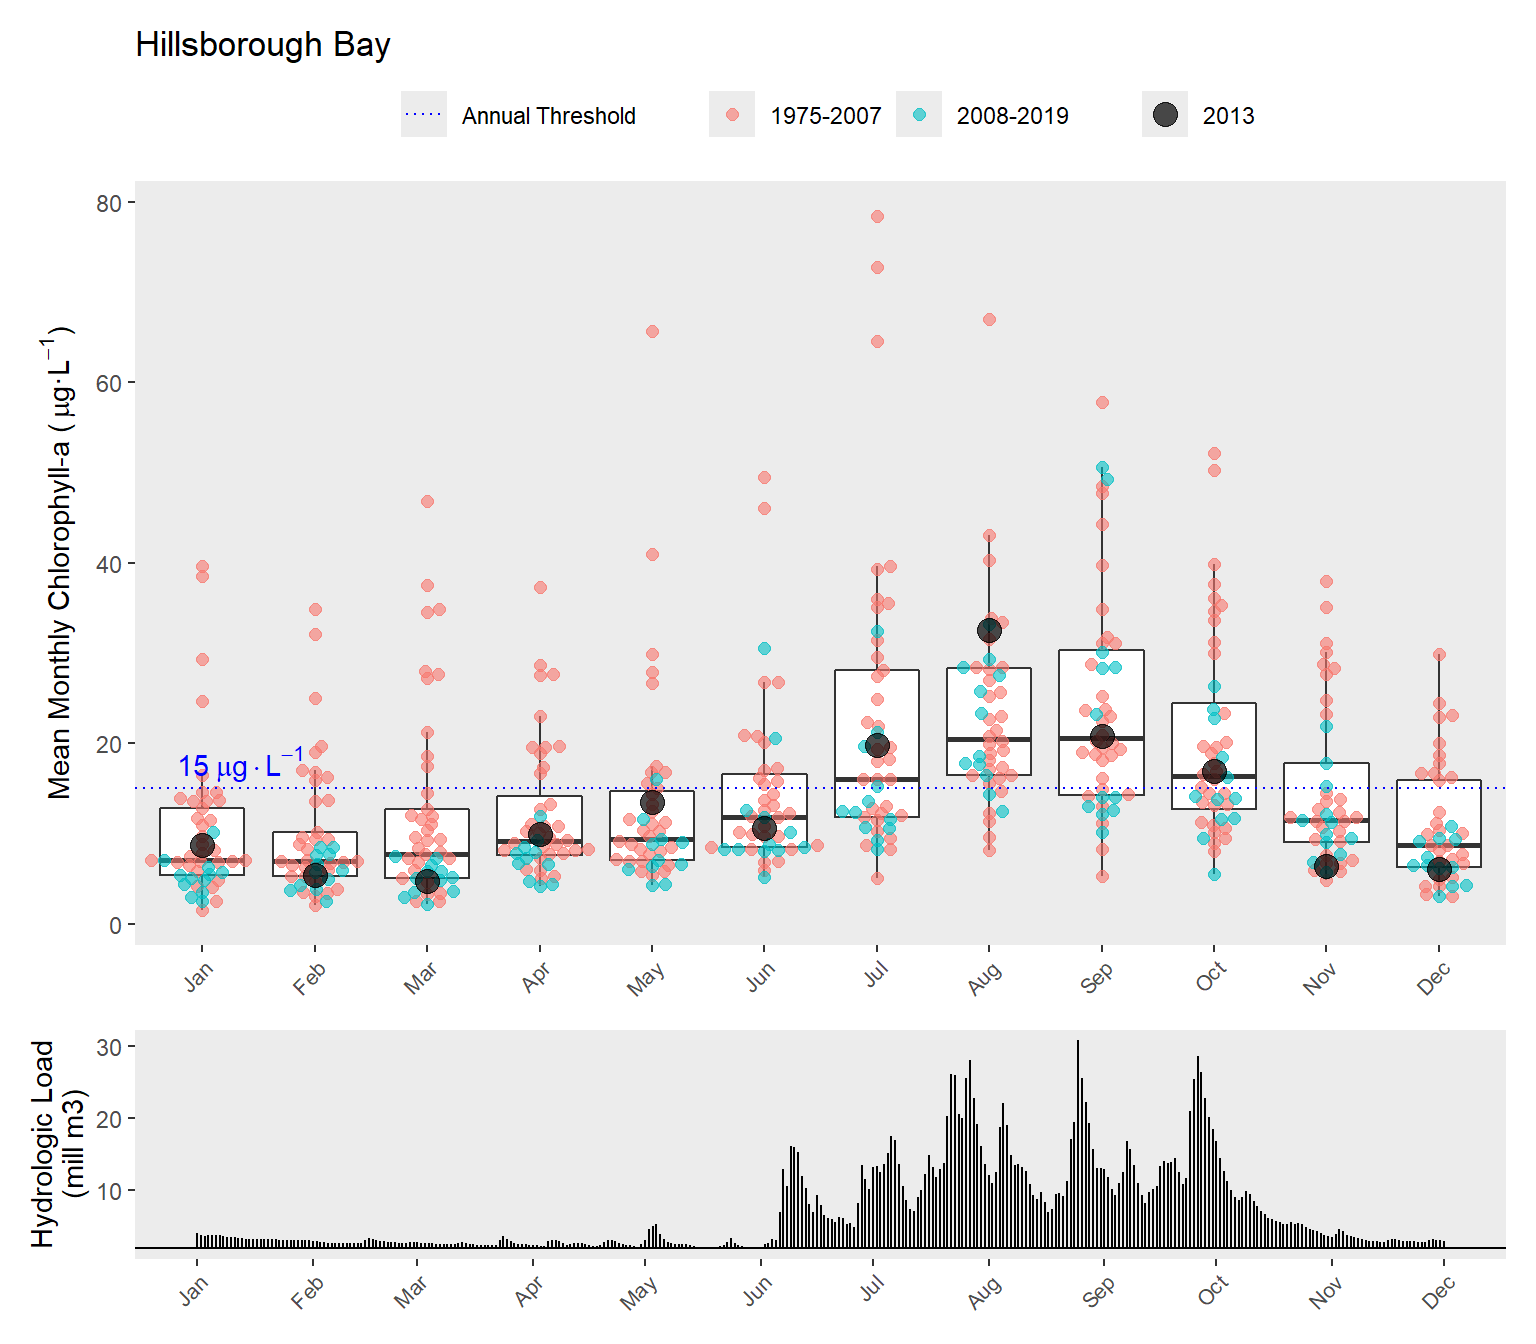 Hillsborough Bay
Annual Threshold 1975-2007 2008-2019 2013
Mean Monthly Chlorophyll-a ( μg·L⁻¹)
80
60
40
20
0
15 μg·L⁻¹
Jan Feb Mar Apr May Jun Jul Aug Sep Oct Nov Dec
Hydrologic Load
(mill m3)
30
20
10
Jan Feb Mar Apr May Jun Jul Aug Sep Oct Nov Dec